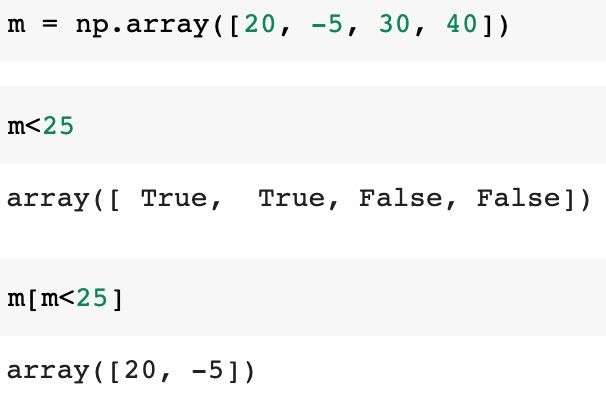 m = np.array([20, -5, 30, 40])
m<25
array([ True,  True, False, False])
m[m<25]
array([20, -5])